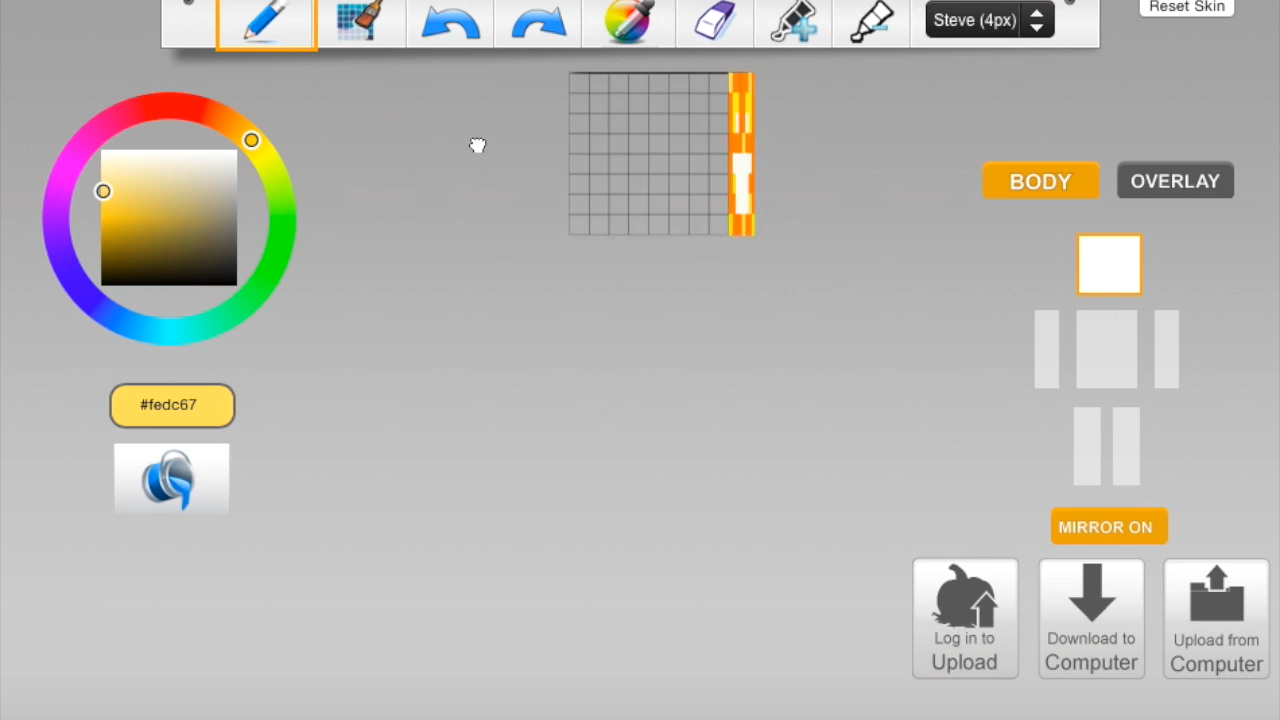 Steve (4px)
Reset Skin
BODY
OVERLAY
#fedc67
MIRROR ON
Log in to
Upload
Download to
Computer
Upload from
Computer